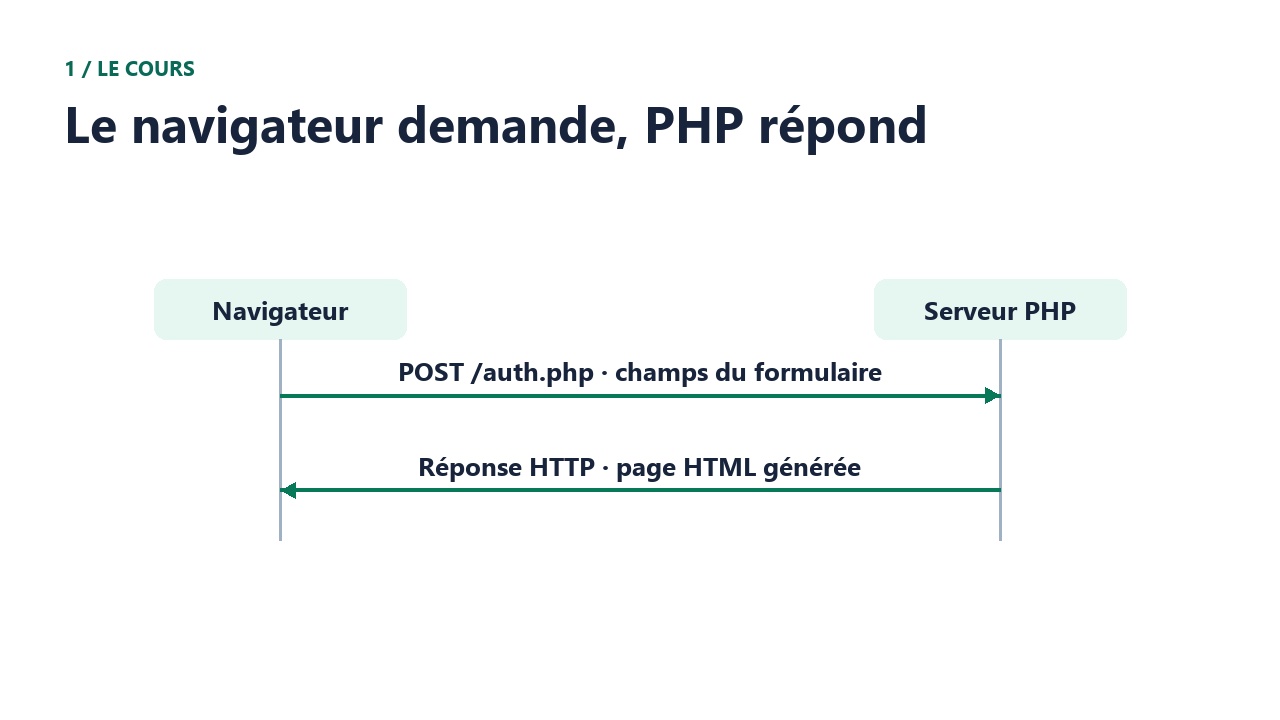 1 / LE COURS
Le navigateur demande, PHP répond
Navigateur
Serveur PHP
POST /auth.php · champs du formulaire
Réponse HTTP · page HTML générée